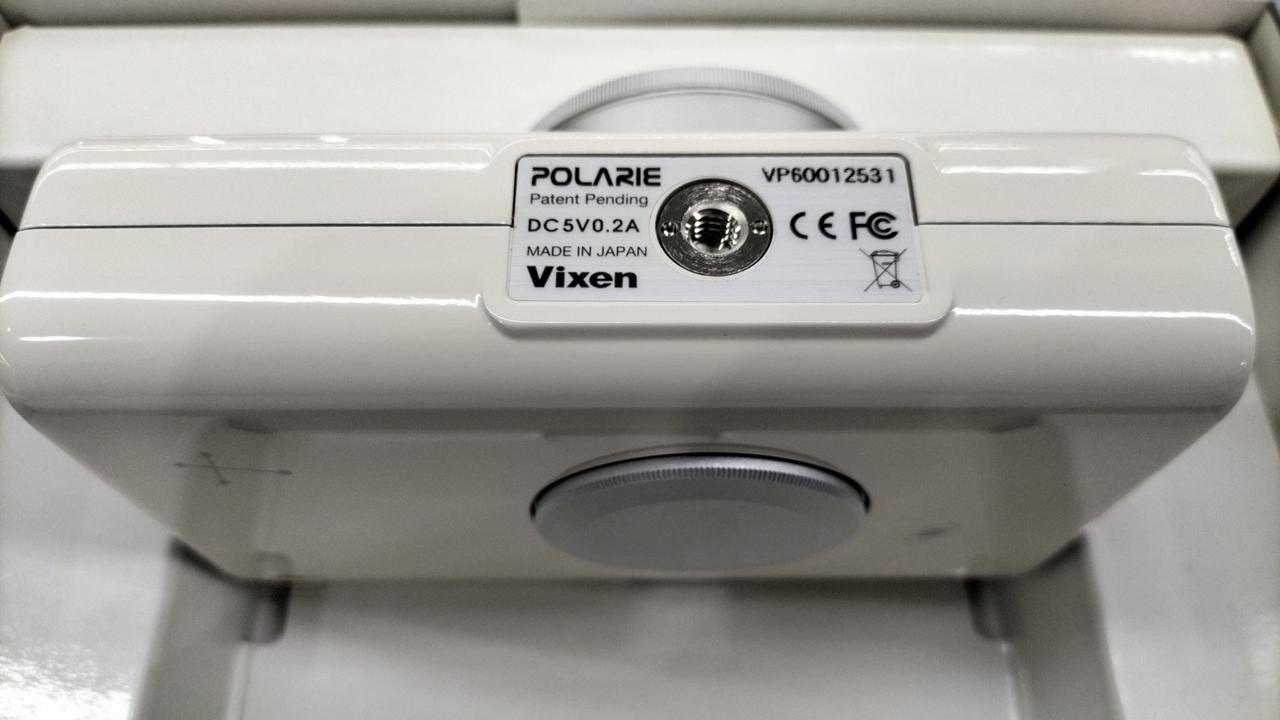 POLARIE
VP60012531
Patent Pending
DC5V0.2A
CE FC
MADE IN JAPAN
Vixen